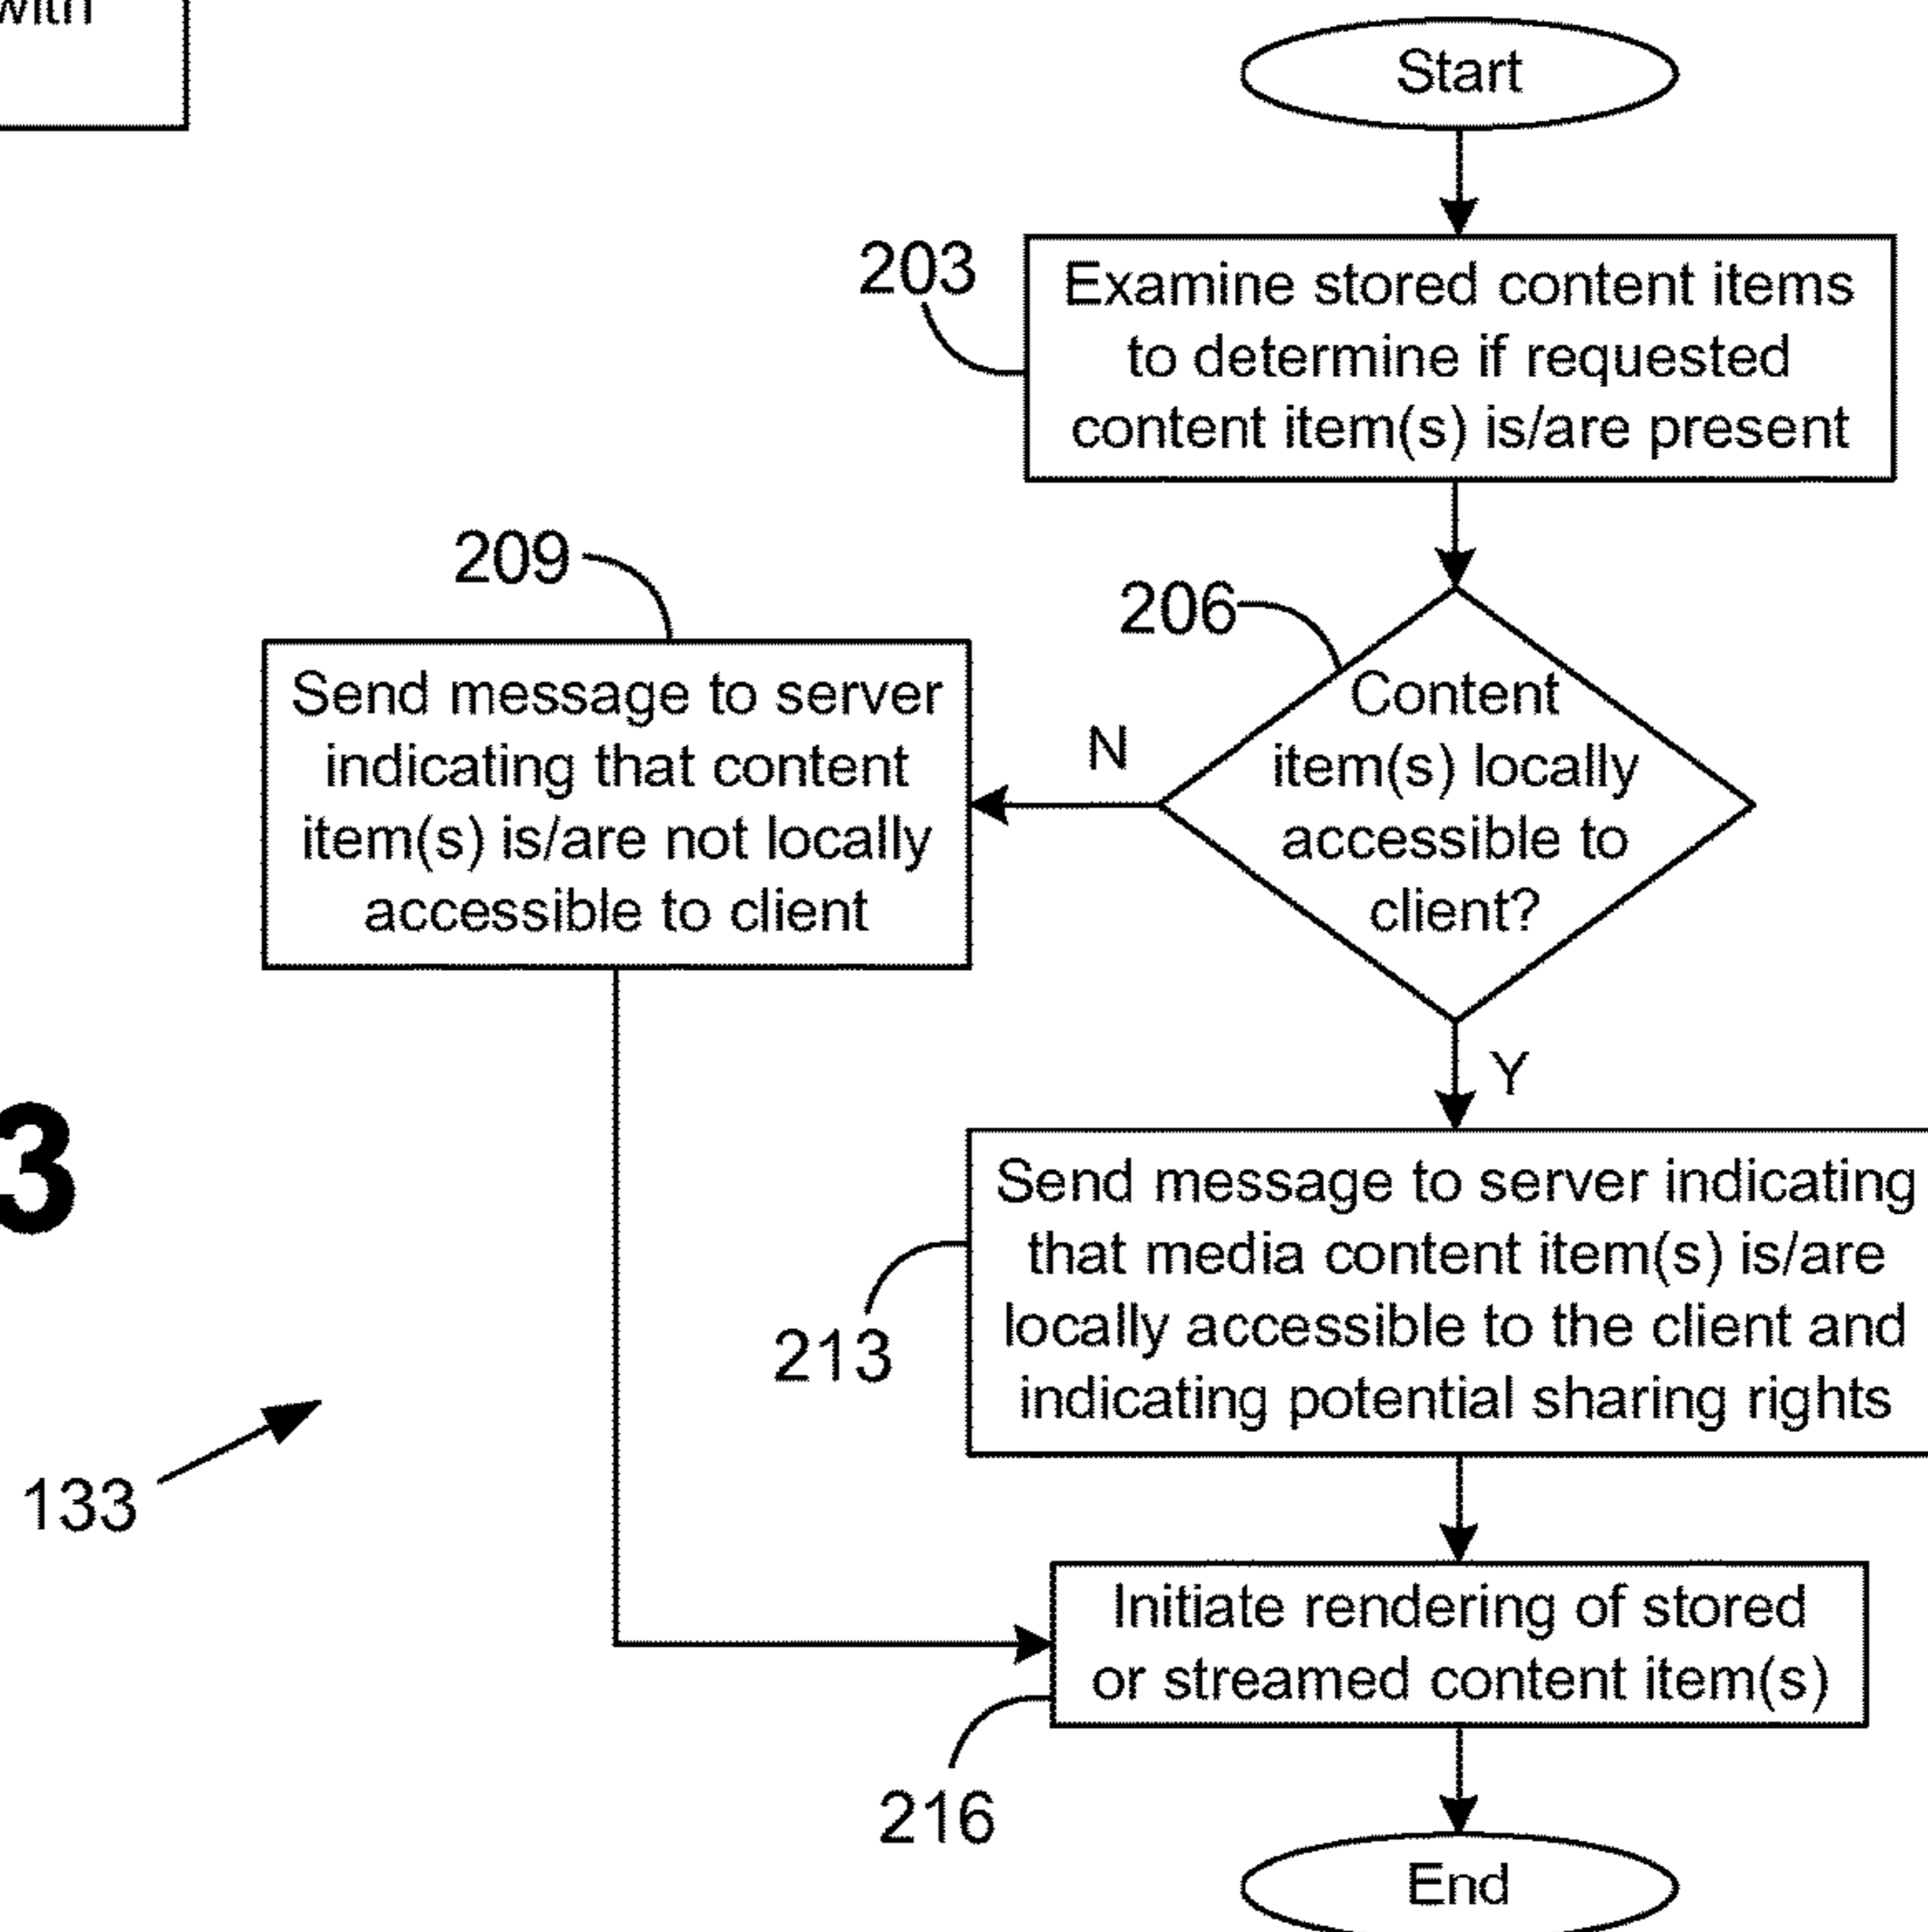 with
Start
203
Examine stored content items
to determine if requested
content item(s) is/are present
209
206
Send message to server
indicating that content
item(s) is/are not locally
accessible to client
N
Content
item(s) locally
accessible to
client?
Y
3
Send message to server indicating
that media content item(s) is/are
locally accessible to the client and
indicating potential sharing rights
213
133
Initiate rendering of stored
or streamed content item(s)
216
End